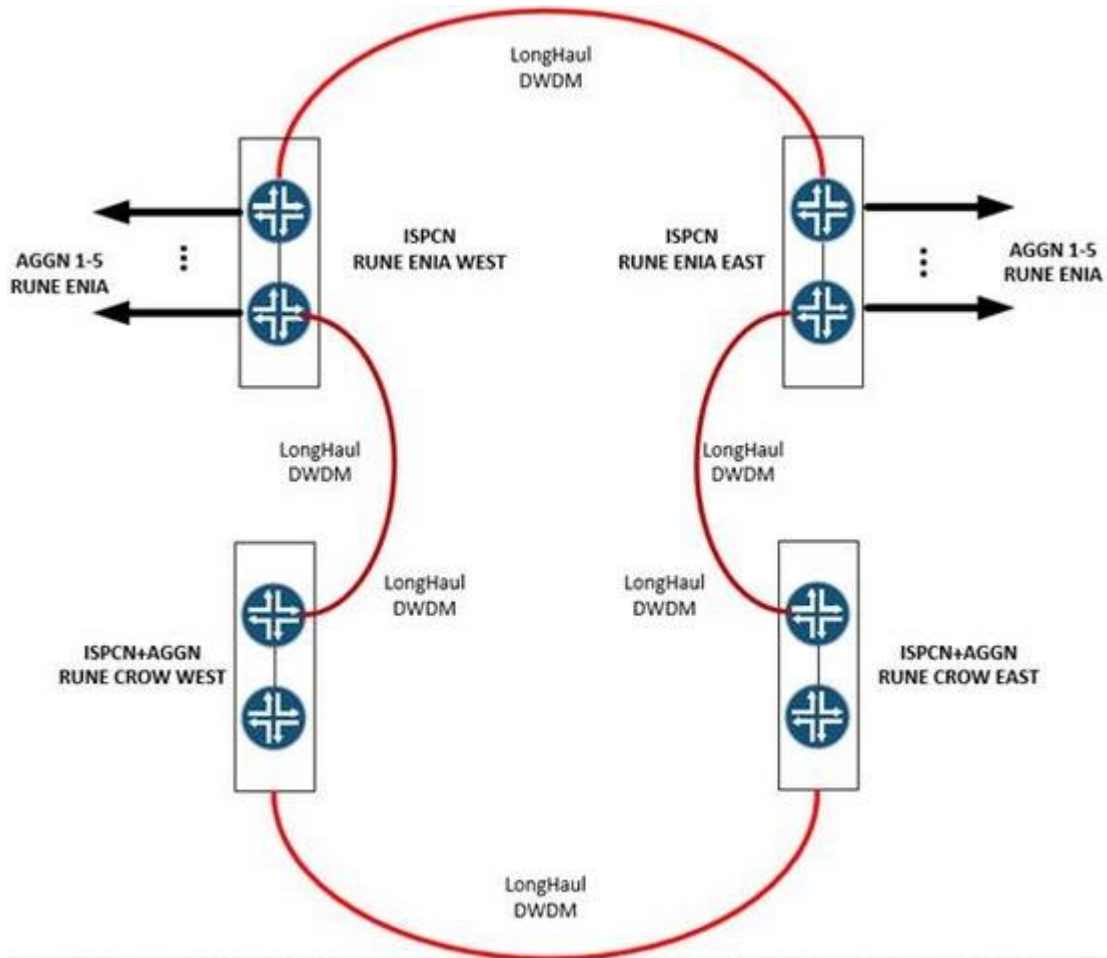 LongHaul
DWDM
ISPCN
RUNE ENIA WEST
ISPCN
RUNE ENIA EAST
AGGN 1-5
RUNE ENIA
AGGN 1-5
RUNE ENIA
LongHaul
DWDM
LongHaul
DWDM
LongHaul
DWDM
LongHaul
DWDM
ISPCN+AGGN
RUNE CROW WEST
ISPCN+AGGN
RUNE CROW EAST
LongHaul
DWDM